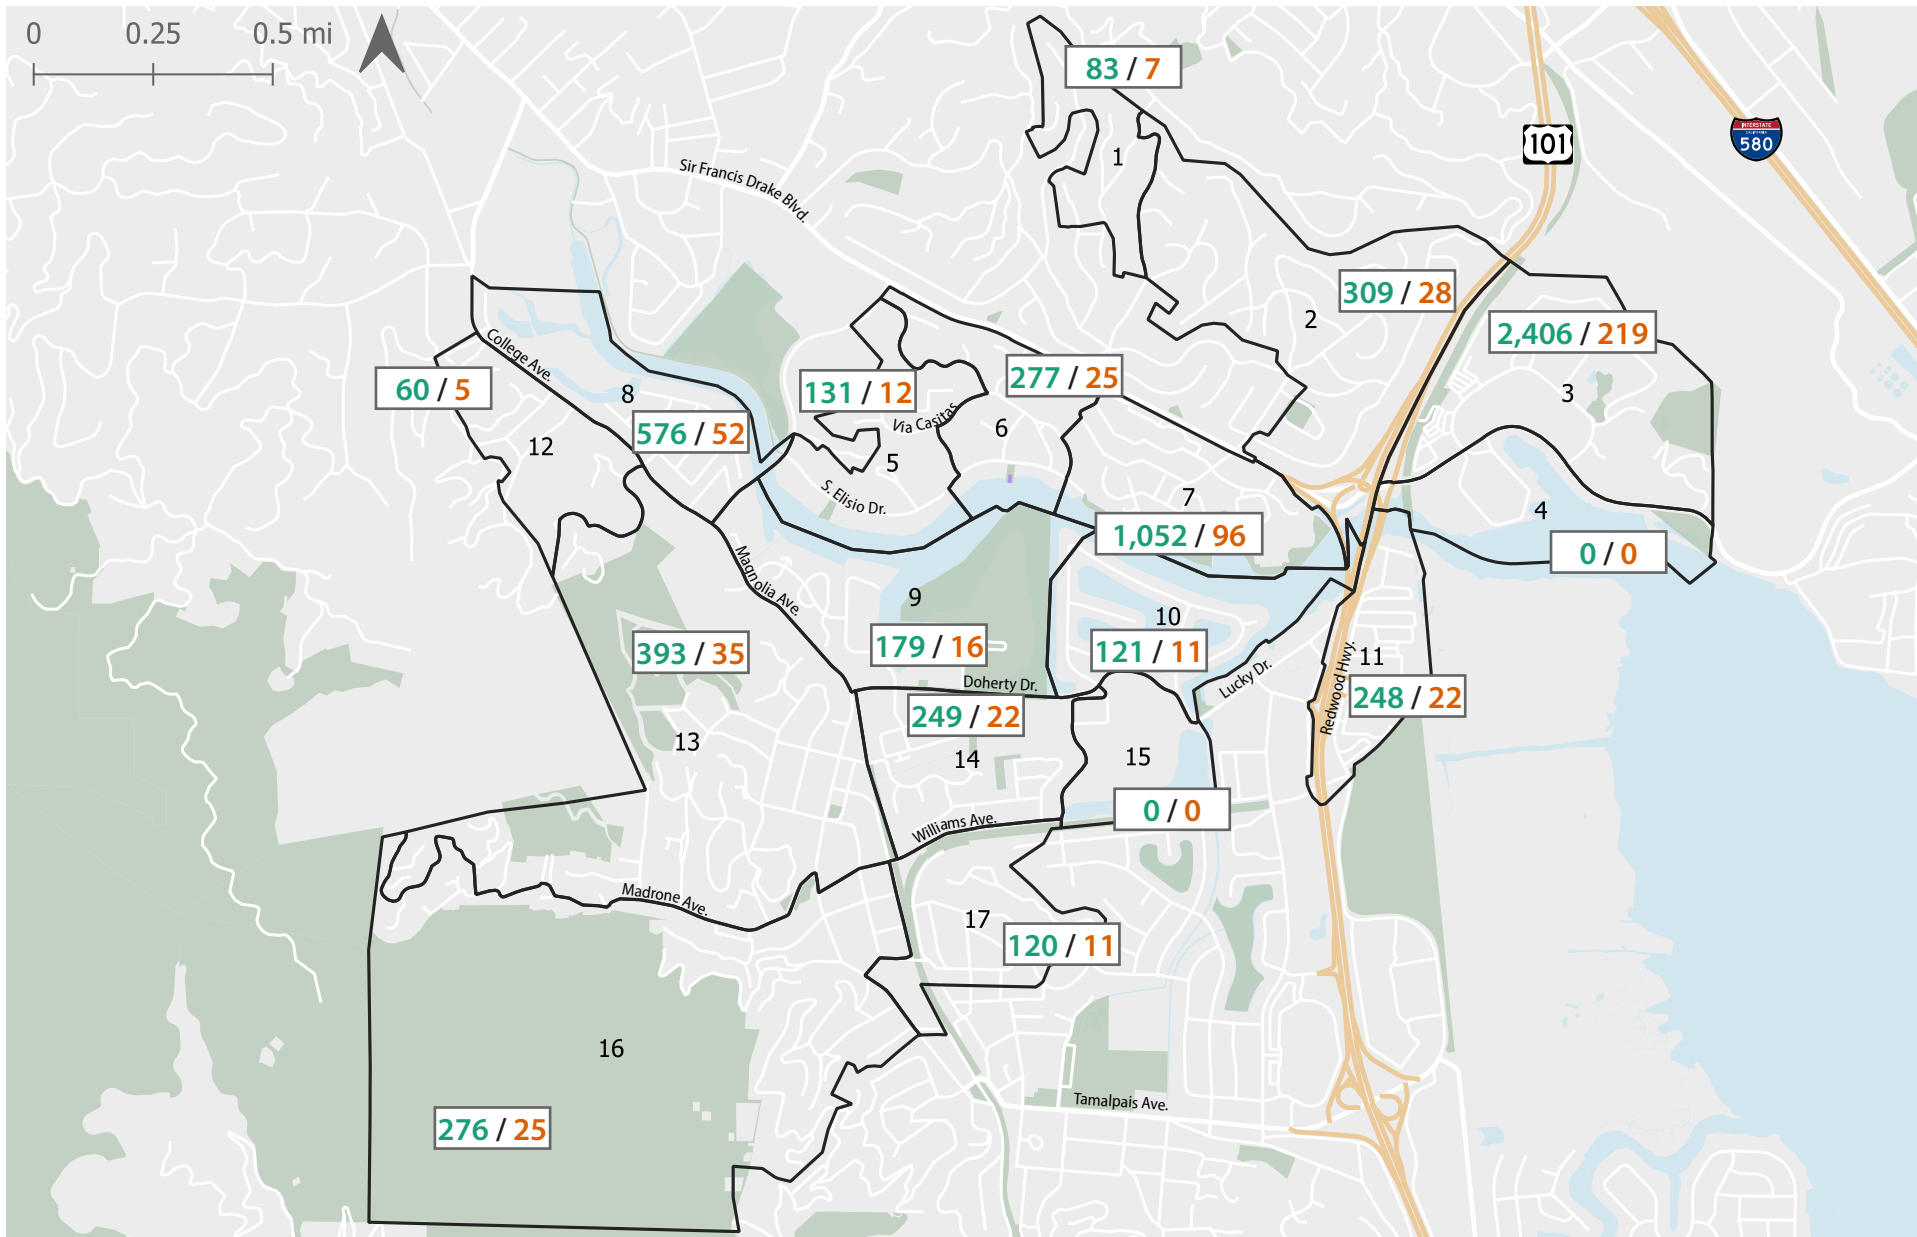 0 0.25 0.5 mi
83 / 7
Sir Francis Drake Blvd.
101
INTERSTATE
CALIFORNIA
580
1
309 / 28
2
2,406 / 219
3
College Ave.
60 / 5
8
131 / 12
277 / 25
Via Casitas
576 / 52
12
6
5
S. Elisio Dr.
7
4
1,052 / 96
0 / 0
Magnolia Ave.
9
10
393 / 35
179 / 16
121 / 11
Lucky Dr.
Redwood Hwy.
11
Doherty Dr.
248 / 22
249 / 22
13
14
15
0 / 0
Williams Ave.
Madrone Ave.
17
120 / 11
16
Tamalpais Ave.
276 / 25